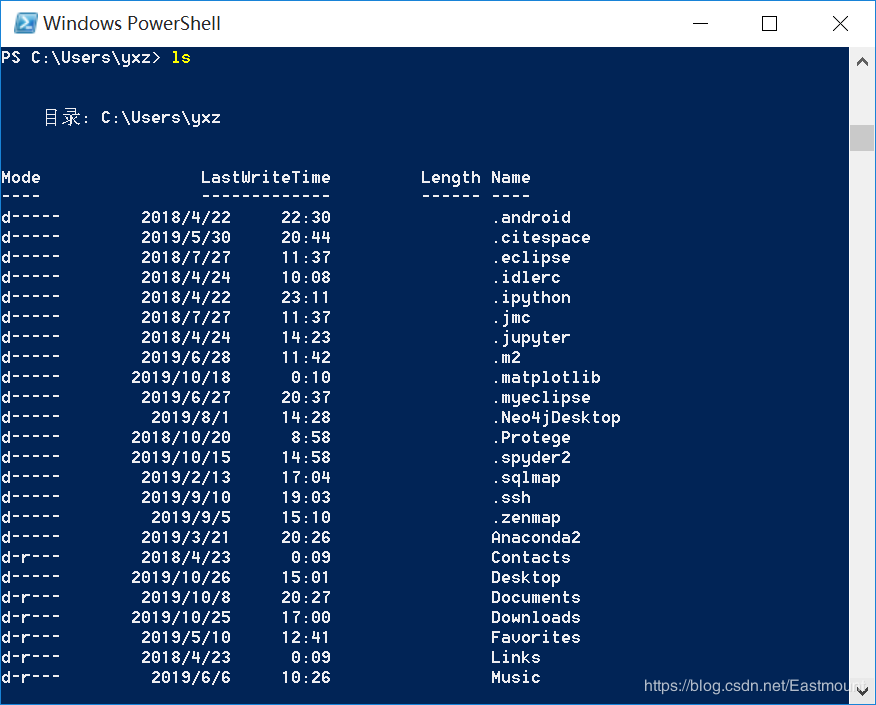 Windows PowerShell
PS C:\Users\yxz> ls
目录: C:\Users\yxz
Mode                LastWriteTime         Length Name
----                -------------         ------ ----
d-----        2018/4/22     22:30                .android
d-----        2019/5/30     20:44                .citespace
d-----        2018/7/27     11:37                .eclipse
d-----        2018/4/24     10:08                .idlerc
d-----        2018/4/22     23:11                .ipython
d-----        2018/7/27     11:37                .jmc
d-----        2018/4/24     14:23                .jupyter
d-----        2019/6/28     11:42                .m2
d-----       2019/10/18      0:10                .matplotlib
d-----        2019/6/27     20:37                .myeclipse
d-----         2019/8/1     14:28                .Neo4jDesktop
d-----       2018/10/20      8:58                .Protege
d-----       2019/10/15     14:58                .spyder2
d-----        2019/2/13     17:04                .sqlmap
d-----        2019/9/10     19:03                .ssh
d-----         2019/9/5     15:10                .zenmap
d-----        2019/3/21     20:26                Anaconda2
d-r---        2018/4/23      0:09                Contacts
d-----       2019/10/26     15:01                Desktop
d-r---        2019/10/8     20:27                Documents
d-r---       2019/10/25     17:00                Downloads
d-r---        2019/5/10     12:41                Favorites
d-r---        2018/4/23      0:09                Links
d-r---         2019/6/6     10:26                Music
https://blog.csdn.net/Eastmount